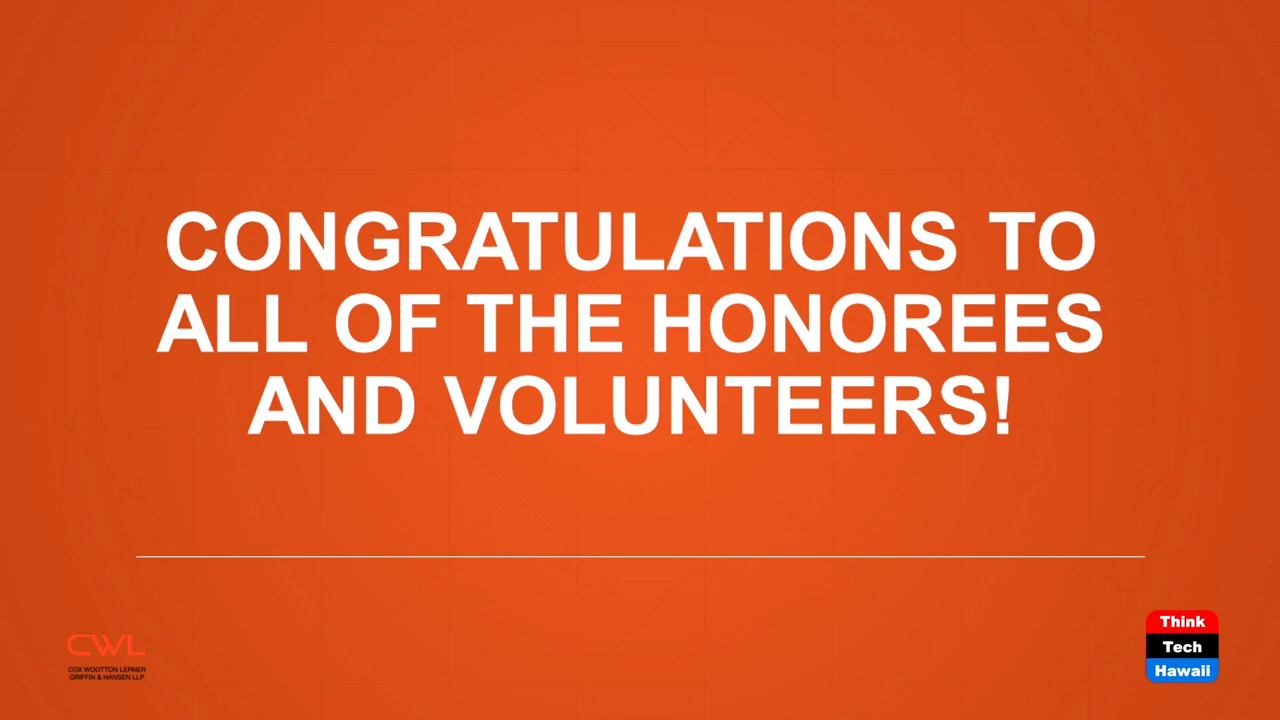 CONGRATULATIONS TO
ALL OF THE HONOREES
AND VOLUNTEERS!
CWL
COX WOOTTON LERNER
GRIFFIN & HANSEN LLP
Think
Tech
Hawaii